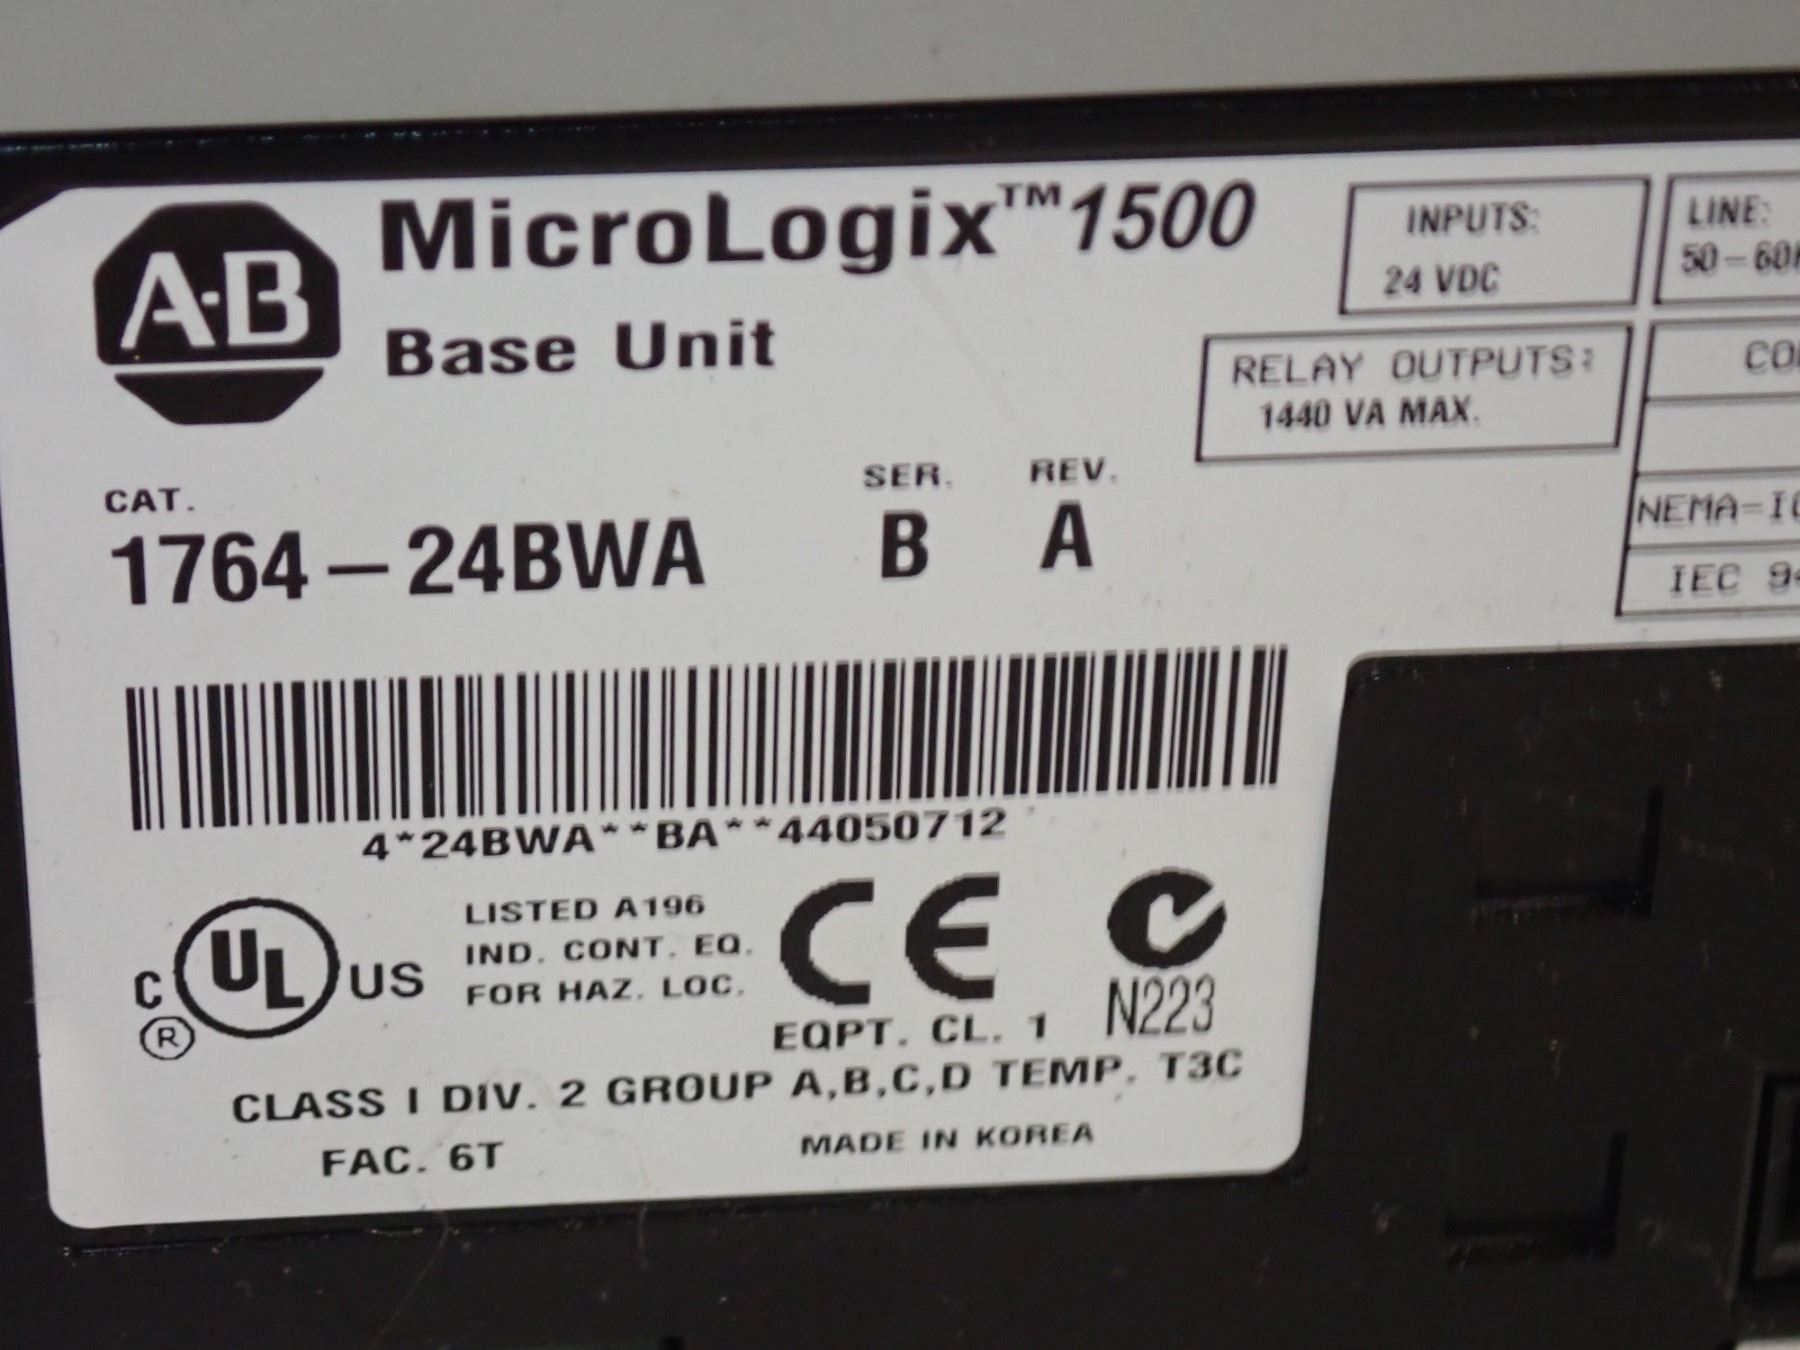 A-B
MicroLogix™1500
Base Unit
INPUTS:
24 VDC
LINE:
RELAY OUTPUTS:
1440 VA MAX.
CAT.
1764-24BWA
SER.
B
REV.
A
IEC
4*24BWA**BA**44050712
C UL US
®
LISTED A196
IND. CONT. EQ.
FOR HAZ. LOC.
CE
N223
EQPT. CL. 1
CLASS I DIV. 2 GROUP A,B,C,D TEMP. T3C
FAC. 6T
MADE IN KOREA